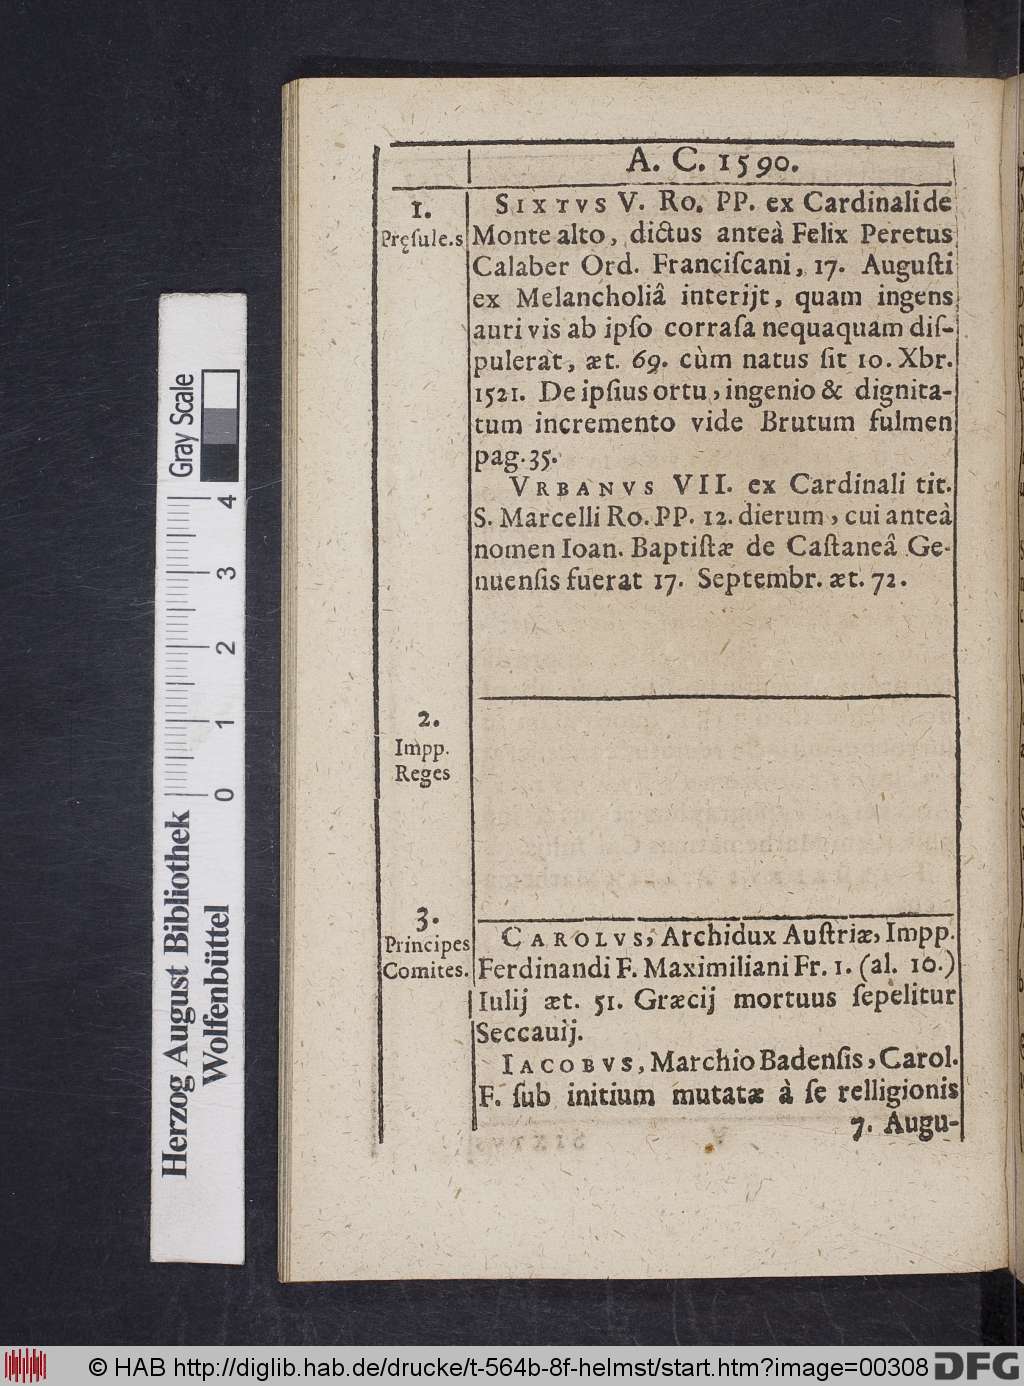 A. C. 1590.
1.
Pręſule.s
SIXTVS V. Ro. PP. ex Cardinali de
Monte alto, dictus anteà Felix Peretus
Calaber Ord. Franciſcani, 17. Auguſti
ex Melancholiâ interijt, quam ingens
auri vis ab ipſo corraſa nequaquam diſ-
pulerat, æt. 69. cùm natus ſit 10. Xbr.
1521. De ipſius ortu, ingenio & dignita-
tum incremento vide Brutum fulmen
pag. 35.
VRBANVS VII. ex Cardinali tit.
S. Marcelli Ro. PP. 12. dierum, cui anteà
nomen Ioan. Baptiſtæ de Caſtaneâ Ge-
nuenſis fuerat 17. Septembr. æt. 72.
2.
Impp.
Reges
3.
Principes
Comites.
CAROLVS, Archidux Auſtriæ, Impp.
Ferdinandi F. Maximiliani Fr. 1. (al. 10.)
Iulij æt. 51. Græcij mortuus ſepelitur
Seccauij.
IACOBVS, Marchio Badenſis, Carol.
F. ſub initium mutatæ à ſe relligionis
7. Augu-
Gray Scale
4
3
2
1
0
Herzog August Bibliothek
Wolfenbüttel
© HAB http://diglib.hab.de/drucke/t-564b-8f-helmst/start.htm?image=00308
DFG